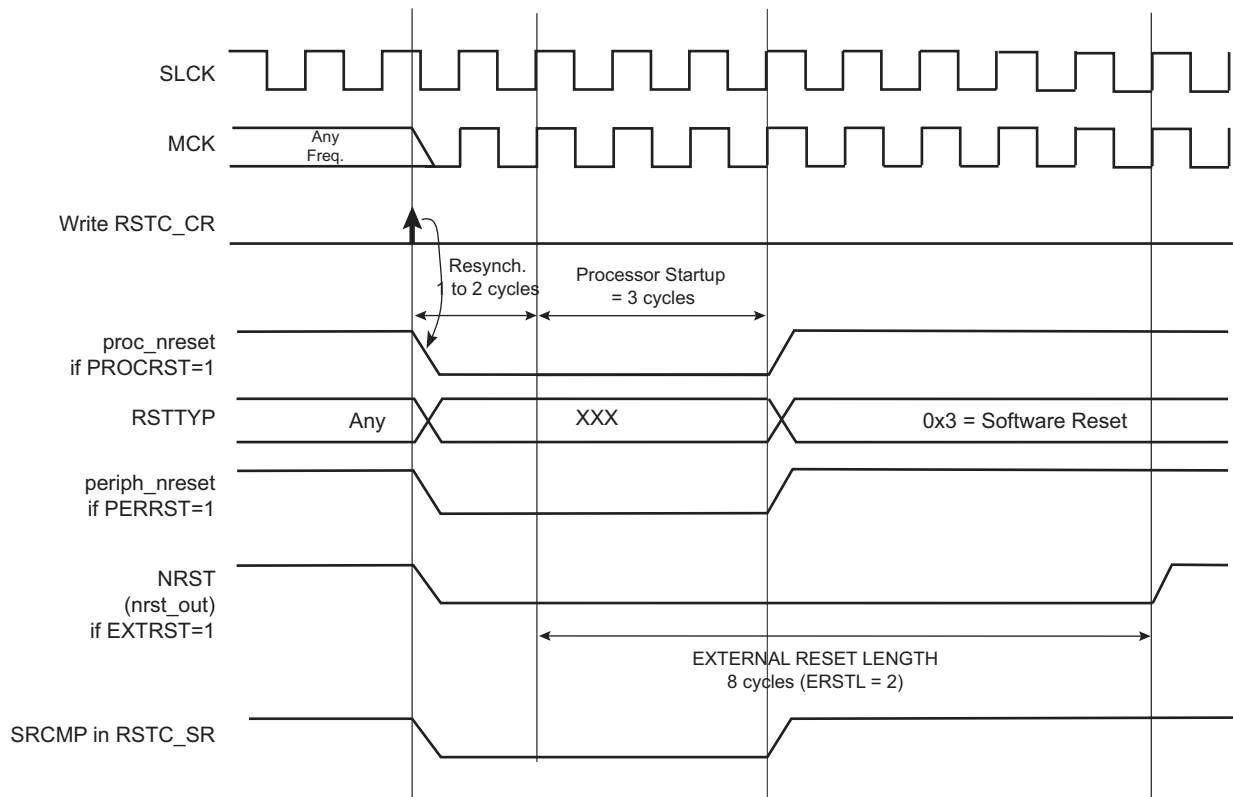 SLCK
MCK
Any
Freq.
Write RSTC_CR
Resynch.
1 to 2 cycles
Processor Startup
= 3 cycles
proc_nreset
if PROCRST=1
RSTTYP
Any
XXX
0x3 = Software Reset
periph_nreset
if PERRST=1
NRST
(nrst_out)
if EXTRST=1
EXTERNAL RESET LENGTH
8 cycles (ERSTL = 2)
SRCMP in RSTC_SR